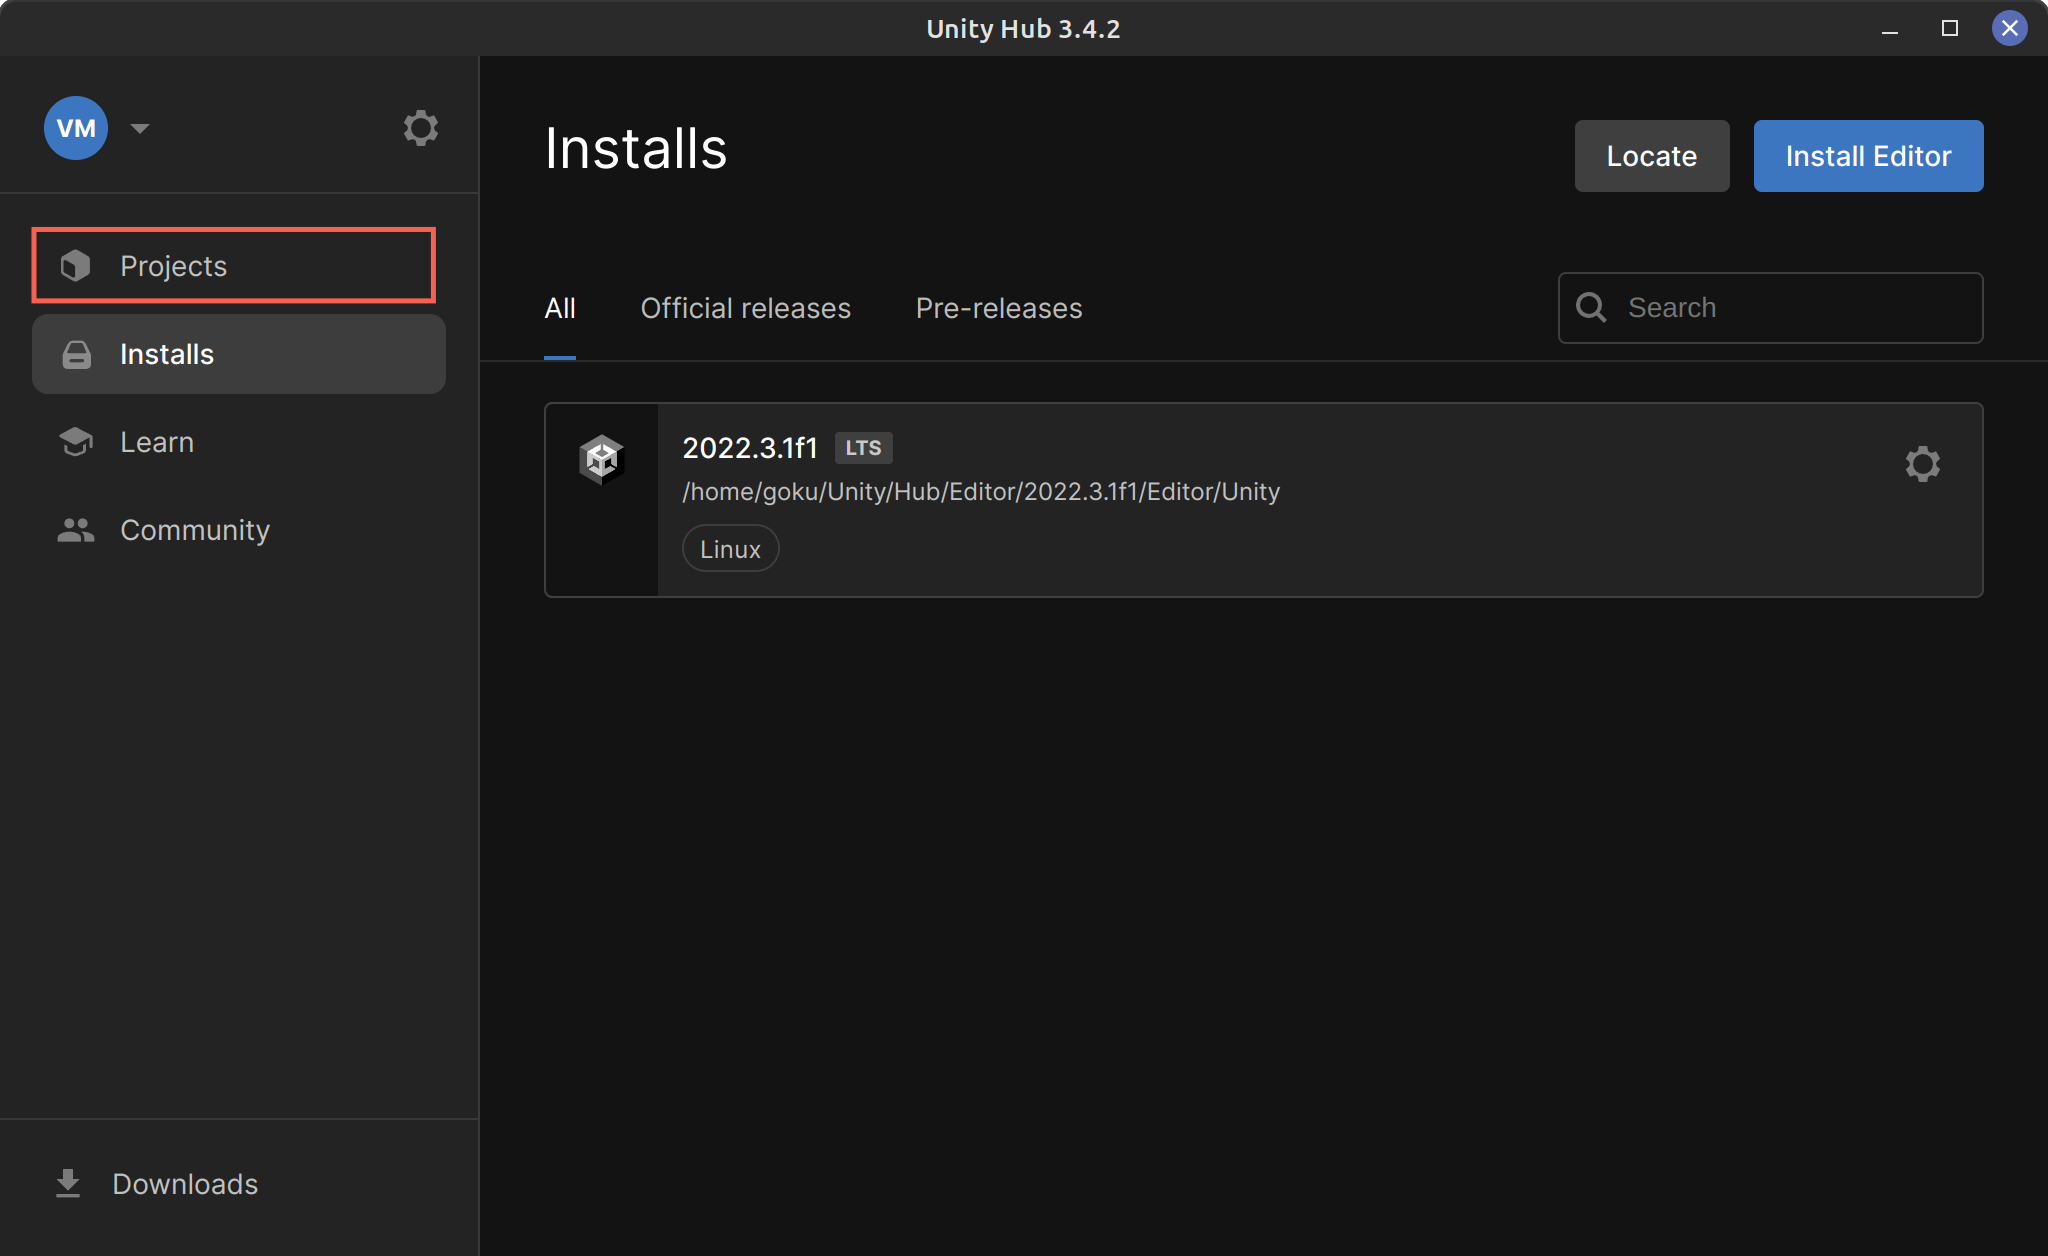 Unity Hub 3.4.2
VM
Projects
Installs
Learn
Community
Downloads
Installs
Locate
Install Editor
All
Official releases
Pre-releases
Search
2022.3.1f1 LTS
/home/goku/Unity/Hub/Editor/2022.3.1f1/Editor/Unity
Linux